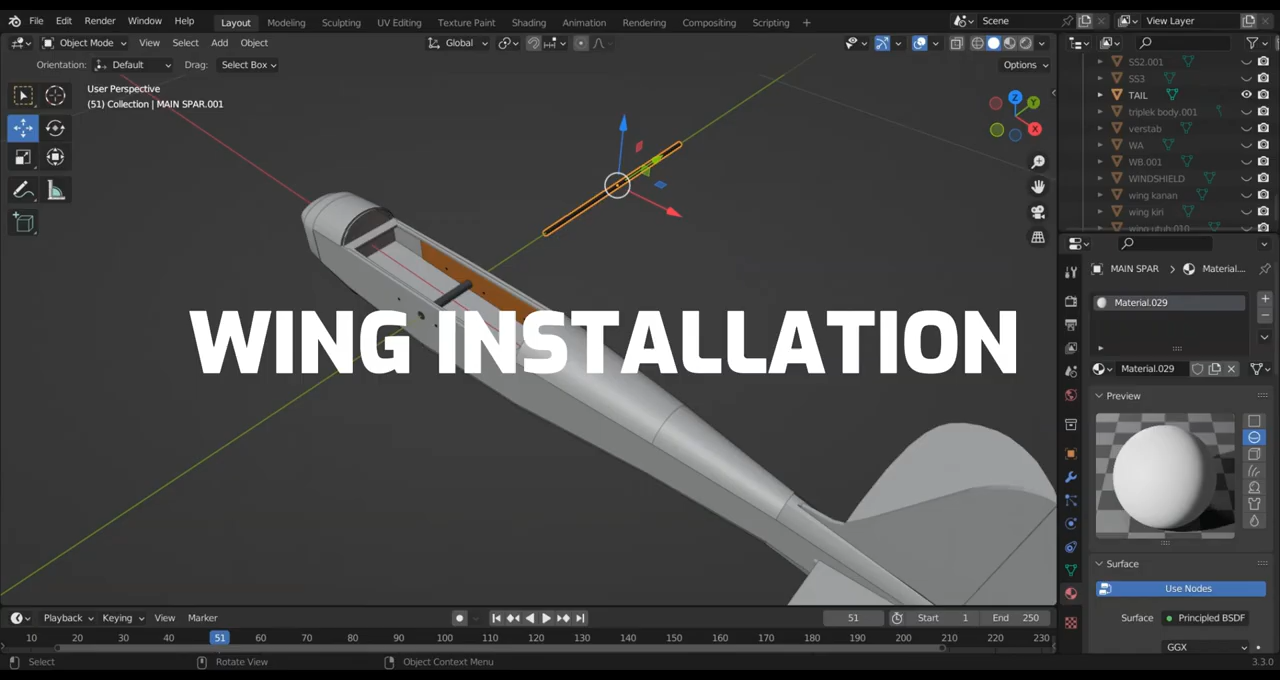 File Edit Render Window Help Layout Modeling Sculpting UV Editing Texture Paint Shading Animation Rendering Compositing Scripting + Scene View Layer
Object Mode View Select Add Object Global
Orientation: Default Drag: Select Box Options
User Perspective
(51) Collection | MAIN SPAR.001
Z
Y
X
SS2.001
SS3
TAIL
triplek body.001
verstab
WA
WB.001
WINDSHIELD
wing kanan
wing kiri
wing utuh.010
MAIN SPAR > Material...
Material.029
WING INSTALLATION
Material.029
Preview
Surface
Use Nodes
Surface Principled BSDF
GGX
Playback Keying View Marker 51 Start 1 End 250
10 20 30 40 51 60 70 80 90 100 110 120 130 140 150 160 170 180 190 200 210 220 230
Select Rotate View Object Context Menu 3.3.0